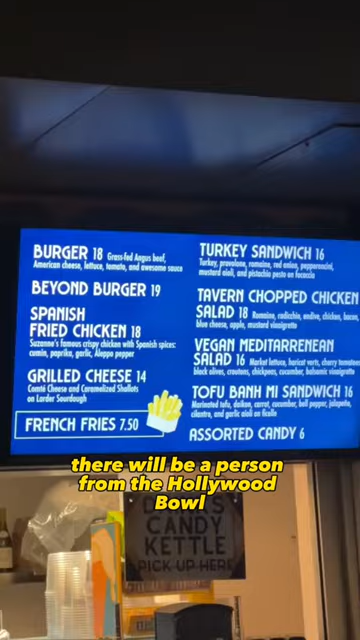 BURGER 18 Grass-fed Angus beef,
American cheese, lettuce, tomato, and awesome sauce
BEYOND BURGER 19
SPANISH
FRIED CHICKEN 18
Suzanne's famous crispy chicken with Spanish spices:
cumin, paprika, garlic, Aleppo pepper
GRILLED CHEESE 14
Comté Cheese and Caramelized Shallots
on Larder Sourdough
FRENCH FRIES 7.50
TURKEY SANDWICH 16
Turkey, provolone, romaine, red onion, pepperoncini,
mustard aioli, and pistachio pesto on focaccia
TAVERN CHOPPED CHICKEN
SALAD 18 Romaine, radicchio, endive, chicken, bacon,
blue cheese, apple, mustard vinaigrette
VEGAN MEDITARRENEAN
SALAD 16 Market lettuce, haricot verts, cherry tomatoes
black olives, croutons, chickpeas, cucumber, balsamic vinaigrette
TOFU BANH MI SANDWICH 16
Marinated tofu, daikon, carrot, cucumber, bell pepper, jalapeño,
cilantro, and garlic aioli on ficelle
ASSORTED CANDY 6
there will be a person
from the Hollywood
Bowl
CANDY
KETTLE
PICK UP HERE